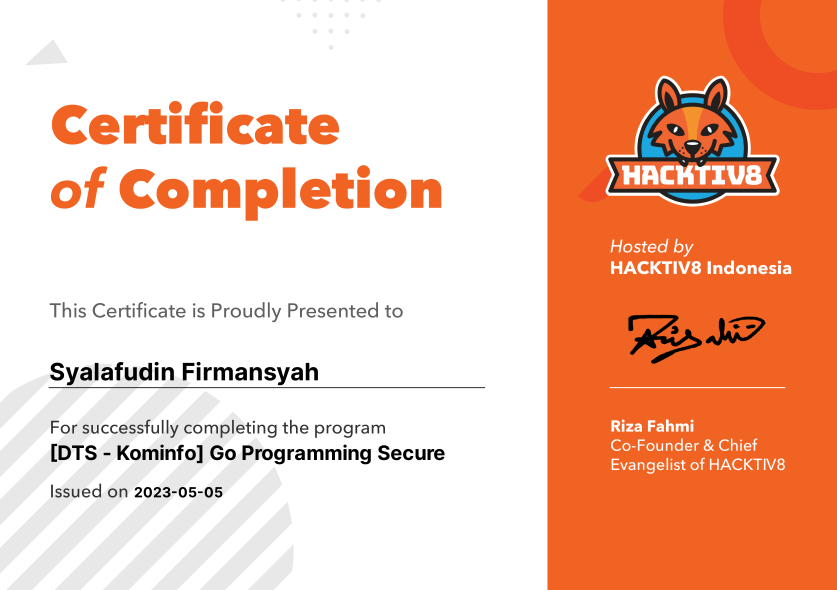 Certificate
of Completion
This Certificate is Proudly Presented to
Syalafudin Firmansyah
For successfully completing the program
[DTS - Kominfo] Go Programming Secure
Issued on 2023-05-05
HACKTIV8
Hosted by
HACKTIV8 Indonesia
Riza Fahmi
Co-Founder & Chief
Evangelist of HACKTIV8